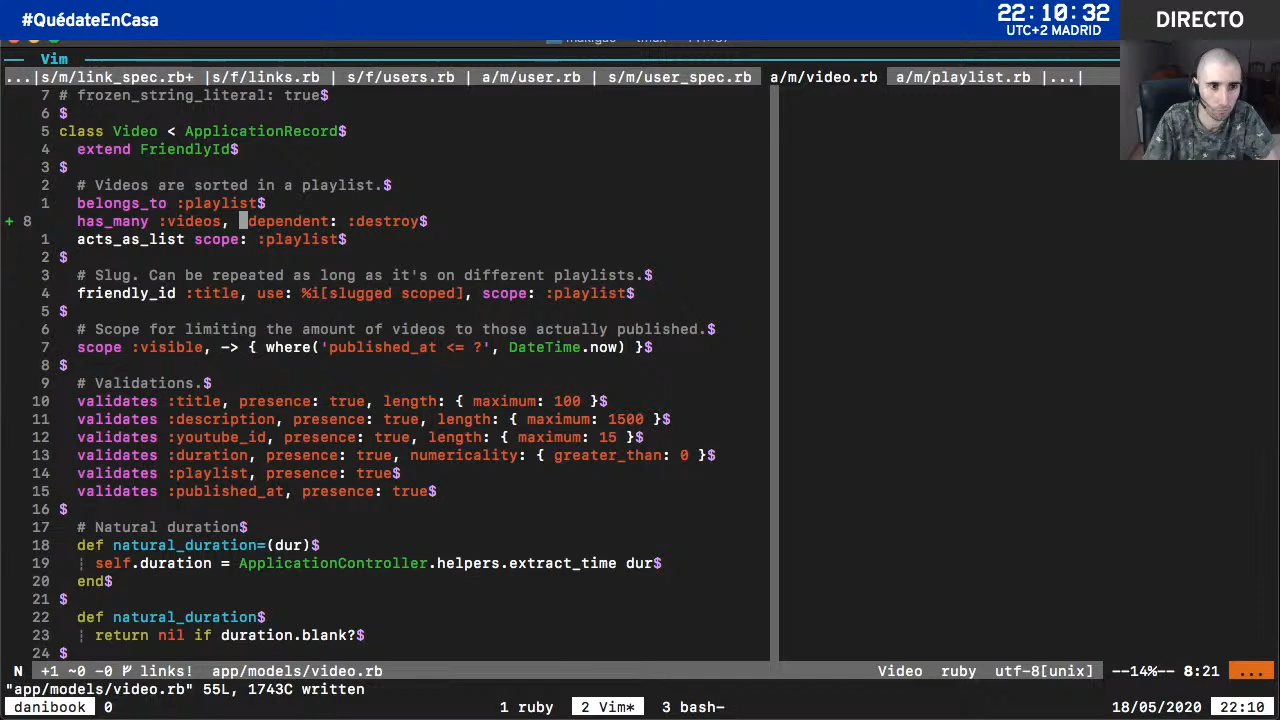 #QuédateEnCasa
22:10:32
UTC+2 MADRID
DIRECTO
Vim
...|s/m/link_spec.rb+ |s/f/links.rb | s/f/users.rb | a/m/user.rb | s/m/user_spec.rb a/m/video.rb a/m/playlist.rb |...|
7 # frozen_string_literal: true$
6 $
5 class Video < ApplicationRecord$
4 extend FriendlyId$
3 $
2 # Videos are sorted in a playlist.$
1 belongs_to :playlist$
+ 8 has_many :videos, dependent: :destroy$
1 acts_as_list scope: :playlist$
2 $
3 # Slug. Can be repeated as long as it's on different playlists.$
4 friendly_id :title, use: %i[slugged scoped], scope: :playlist$
5 $
6 # Scope for limiting the amount of videos to those actually published.$
7 scope :visible, -> { where('published_at <= ?', DateTime.now) }$
8 $
9 # Validations.$
10 validates :title, presence: true, length: { maximum: 100 }$
11 validates :description, presence: true, length: { maximum: 1500 }$
12 validates :youtube_id, presence: true, length: { maximum: 15 }$
13 validates :duration, presence: true, numericality: { greater_than: 0 }$
14 validates :playlist, presence: true$
15 validates :published_at, presence: true$
16 $
17 # Natural duration$
18 def natural_duration=(dur)$
19 ¦ self.duration = ApplicationController.helpers.extract_time dur$
20 end$
21 $
22 def natural_duration$
23 ¦ return nil if duration.blank?$
24 $
N +1 ~0 -0 links! app/models/video.rb Video ruby utf-8[unix] --14%-- 8:21 ...
"app/models/video.rb" 55L, 1743C written
danibook 0 1 ruby 2 Vim* 3 bash- 18/05/2020 22:10